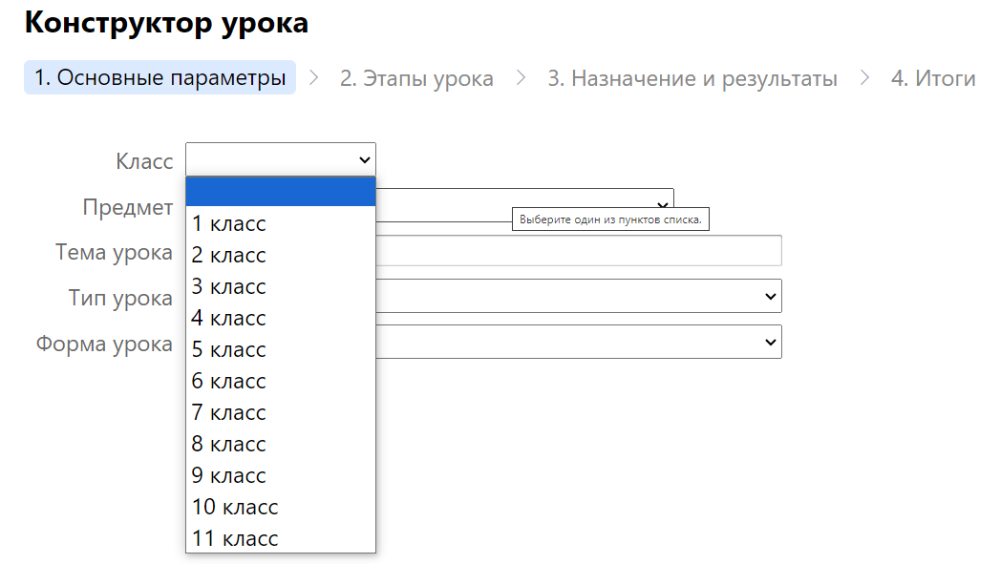 Конструктор урока
1. Основные параметры > 2. Этапы урока > 3. Назначение и результаты > 4. Итоги
Класс
Предмет
Выберите один из пунктов списка.
Тема урока
Тип урока
Форма урока
1 класс
2 класс
3 класс
4 класс
5 класс
6 класс
7 класс
8 класс
9 класс
10 класс
11 класс